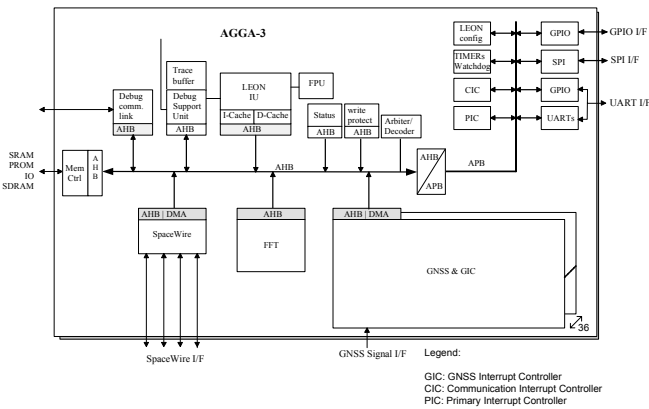 AGGA-3
LEON
config
GPIO
GPIO I/F
TIMERs
Watchdog
SPI
SPI I/F
CIC
GPIO
UART I/F
PIC
UARTs
Trace
buffer
Debug
Support
Unit
AHB
Debug
comm.
link
AHB
LEON
IU
I-Cache
D-Cache
AHB
FPU
Status
AHB
write
protect
AHB
Arbiter/
Decoder
SRAM
PROM
IO
SDRAM
Mem
Ctrl
A
H
B
AHB
AHB
APB
APB
AHB | DMA
SpaceWire
AHB
FFT
AHB | DMA
GNSS & GIC
36
SpaceWire I/F
GNSS Signal I/F
Legend:
GIC: GNSS Interrupt Controller
CIC: Communication Interrupt Controller
PIC: Primary Interrupt Controller